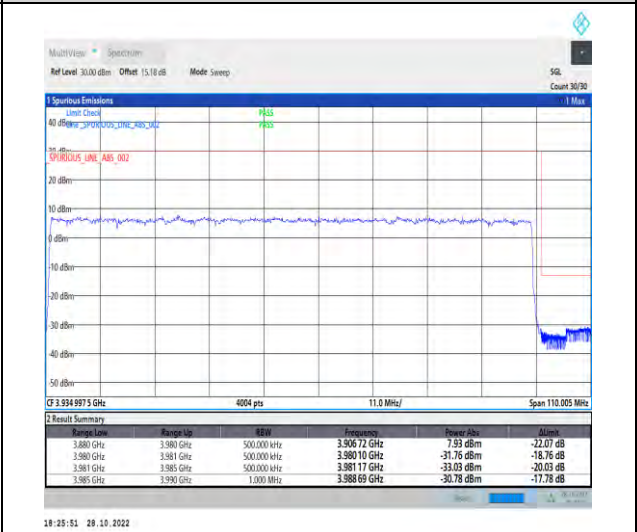 MultiView Spectrum
Ref Level 30.00 dBm Offset 15.18 dB Mode Sweep SGL
Count 30/30
1 Spurious Emissions 1 Max
Limit Check PASS
40 dBm Line _SPURIOUS_LINE_ABS_002 PASS
_SPURIOUS_LINE_ABS_002
20 dBm
10 dBm
0 dBm
-10 dBm
-20 dBm
-30 dBm
-40 dBm
-50 dBm
CF 3.934 997 5 GHz 4004 pts 11.0 MHz/ Span 110.005 MHz
2 Result Summary
Range Low Range Up RBW Frequency Power Abs ΔLimit
3.880 GHz 3.980 GHz 500.000 kHz 3.906 72 GHz 7.93 dBm -22.07 dB
3.980 GHz 3.981 GHz 500.000 kHz 3.980 10 GHz -31.76 dBm -18.76 dB
3.981 GHz 3.985 GHz 500.000 kHz 3.981 17 GHz -33.03 dBm -20.03 dB
3.985 GHz 3.990 GHz 1.000 MHz 3.988 69 GHz -30.78 dBm -17.78 dB
18:25:51 28.10.2022